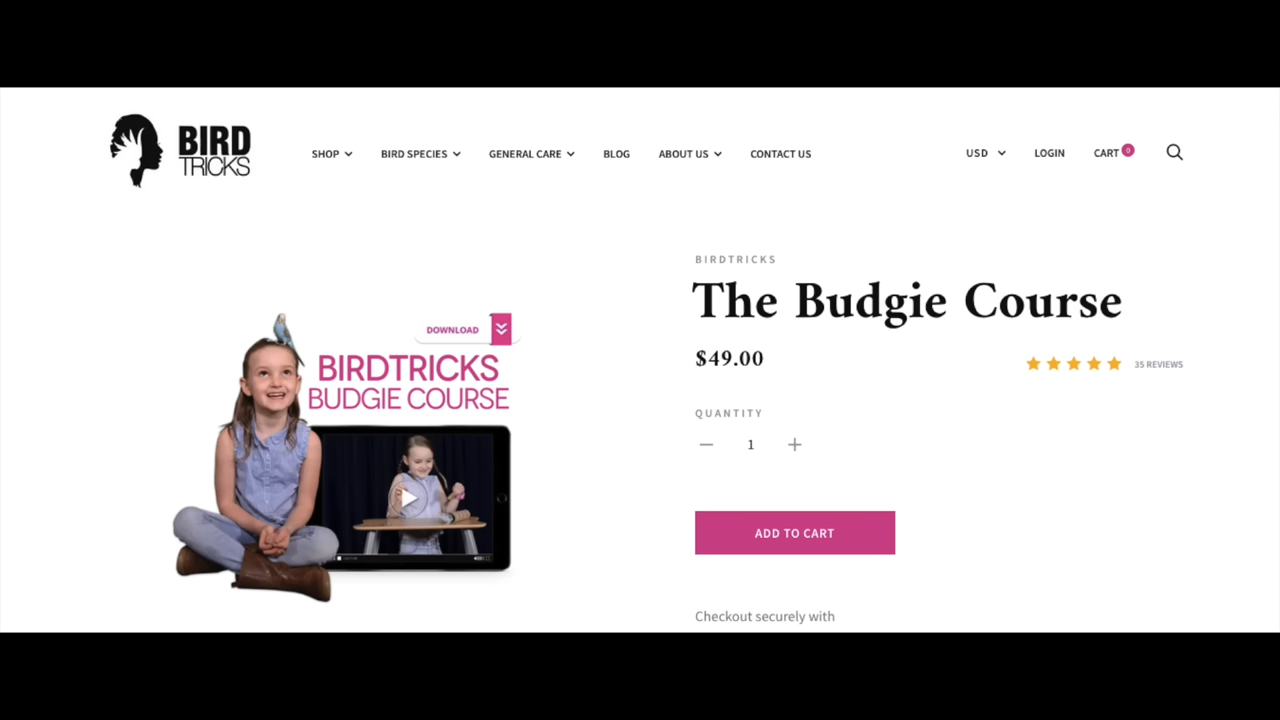 BIRD
TRICKS
SHOP
BIRD SPECIES
GENERAL CARE
BLOG
ABOUT US
CONTACT US
USD
LOGIN
CART
0
DOWNLOAD
BIRDTRICKS
BUDGIE COURSE
BIRDTRICKS
The Budgie Course
$49.00
35 REVIEWS
QUANTITY
1
ADD TO CART
Checkout securely with